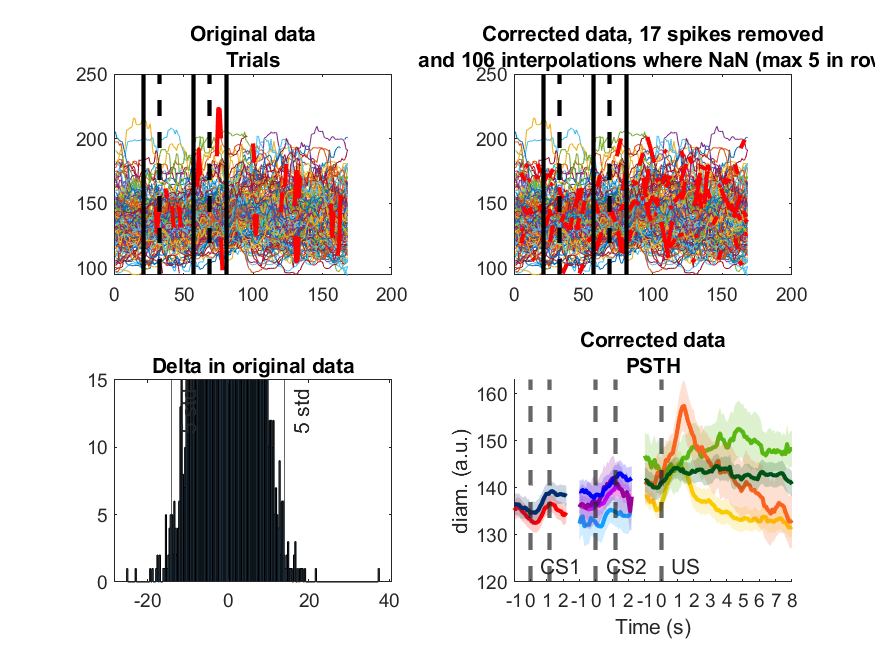 Original data
Trials
250
200
150
100
0 50 100 150 200
Corrected data, 17 spikes removed
and 106 interpolations where NaN (max 5 in row
250
200
150
100
0 50 100 150 200
Delta in original data
15
10
5
0
-20 0 20 40
5 std
Corrected data
PSTH
diam. (a.u.)
160
150
140
130
120
CS1 CS2 US
-1 0 1 2 -1 0 1 2 -1 0 1 2 3 4 5 6 7 8
Time (s)